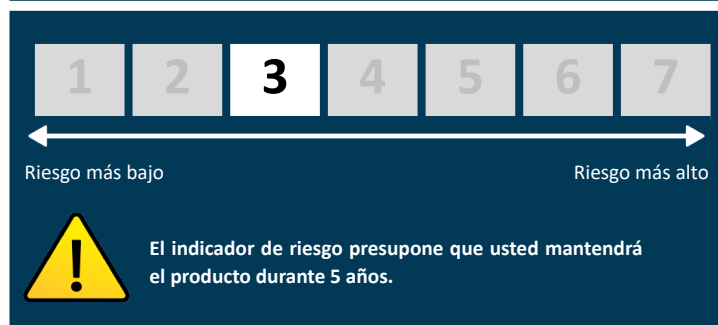 1 2 3 4 5 6 7
Riesgo más bajo Riesgo más alto
El indicador de riesgo presupone que usted mantendrá
el producto durante 5 años.